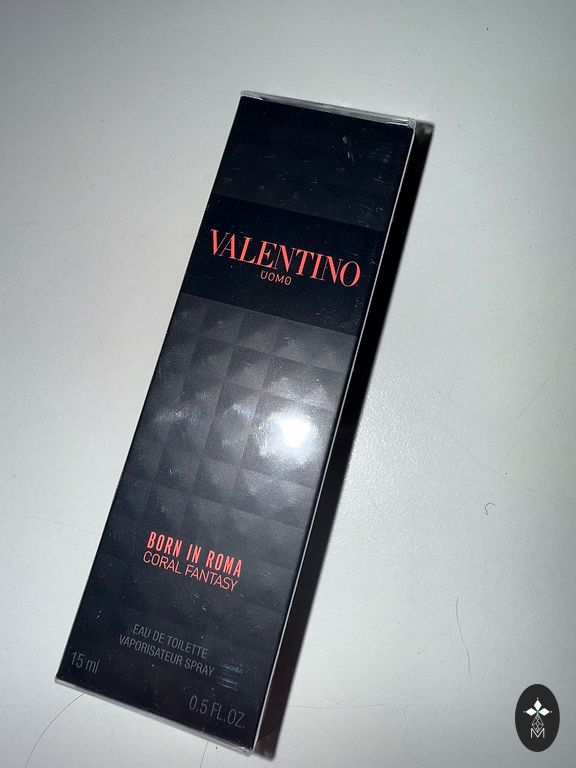 VALENTINO
UOMO
BORN IN ROMA
CORAL FANTASY
EAU DE TOILETTE
VAPORISATEUR SPRAY
15 ml
0.5 FL.OZ.
M